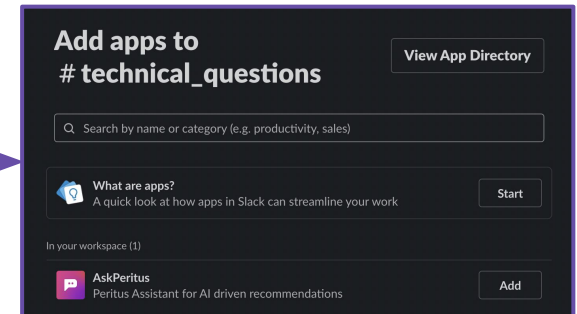 Add apps to
# technical_questions
View App Directory
Search by name or category (e.g. productivity, sales)
What are apps?
A quick look at how apps in Slack can streamline your work
Start
In your workspace (1)
AskPeritus
Peritus Assistant for AI driven recommendations
Add